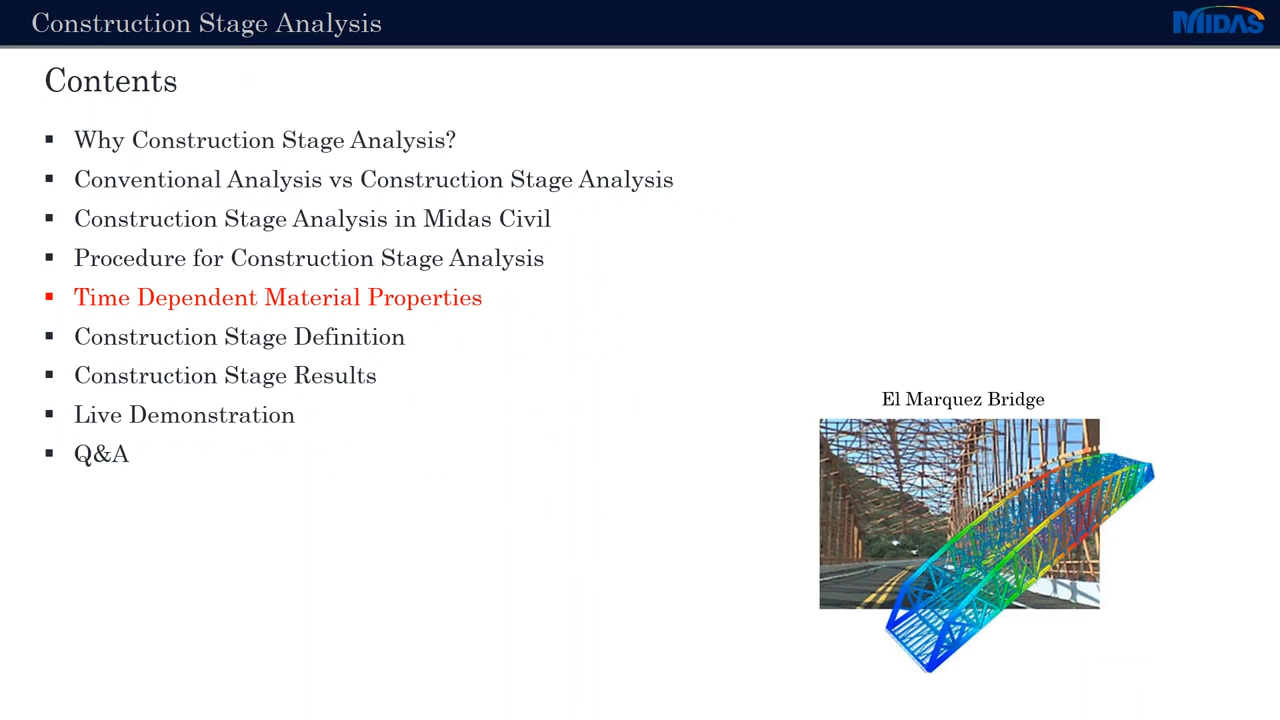 Construction Stage Analysis
MIDAS
Contents
▪ Why Construction Stage Analysis?
▪ Conventional Analysis vs Construction Stage Analysis
▪ Construction Stage Analysis in Midas Civil
▪ Procedure for Construction Stage Analysis
▪ Time Dependent Material Properties
▪ Construction Stage Definition
▪ Construction Stage Results
▪ Live Demonstration
▪ Q&A
El Marquez Bridge